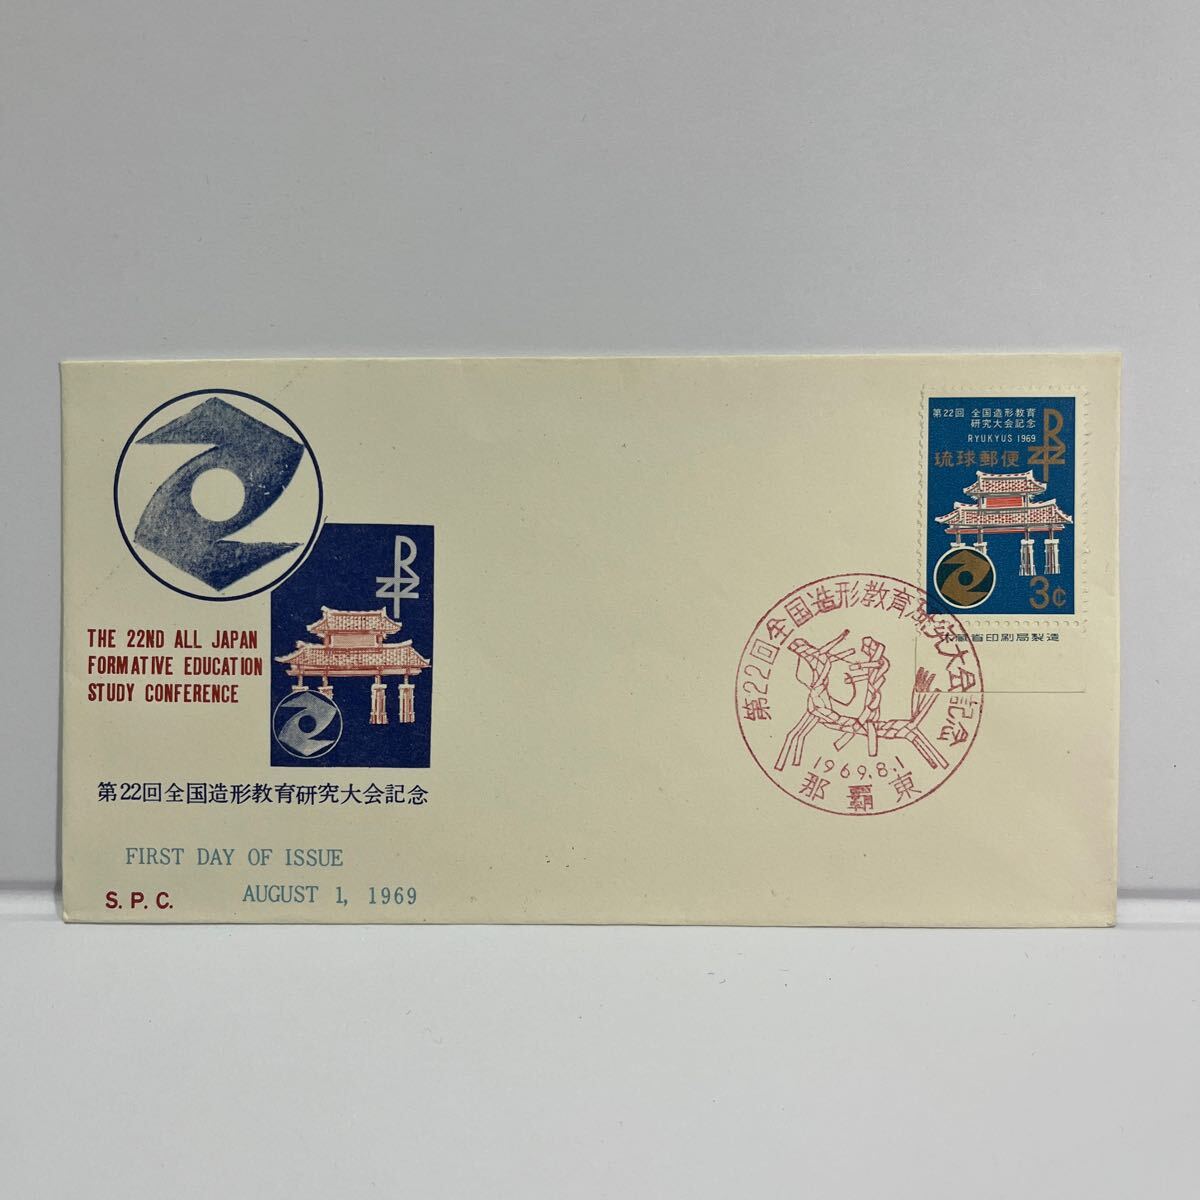 THE 22ND ALL JAPAN
FORMATIVE EDUCATION
STUDY CONFERENCE
第22回全国造形教育研究大会記念
FIRST DAY OF ISSUE
AUGUST 1, 1969
S. P. C.
第22回 全国造形教育
研究大会記念
RYUKYUS 1969
琉球郵便
3¢
大蔵省印刷局製造
第22回全国造形教育研究大会記念
1969.8.1
那覇東